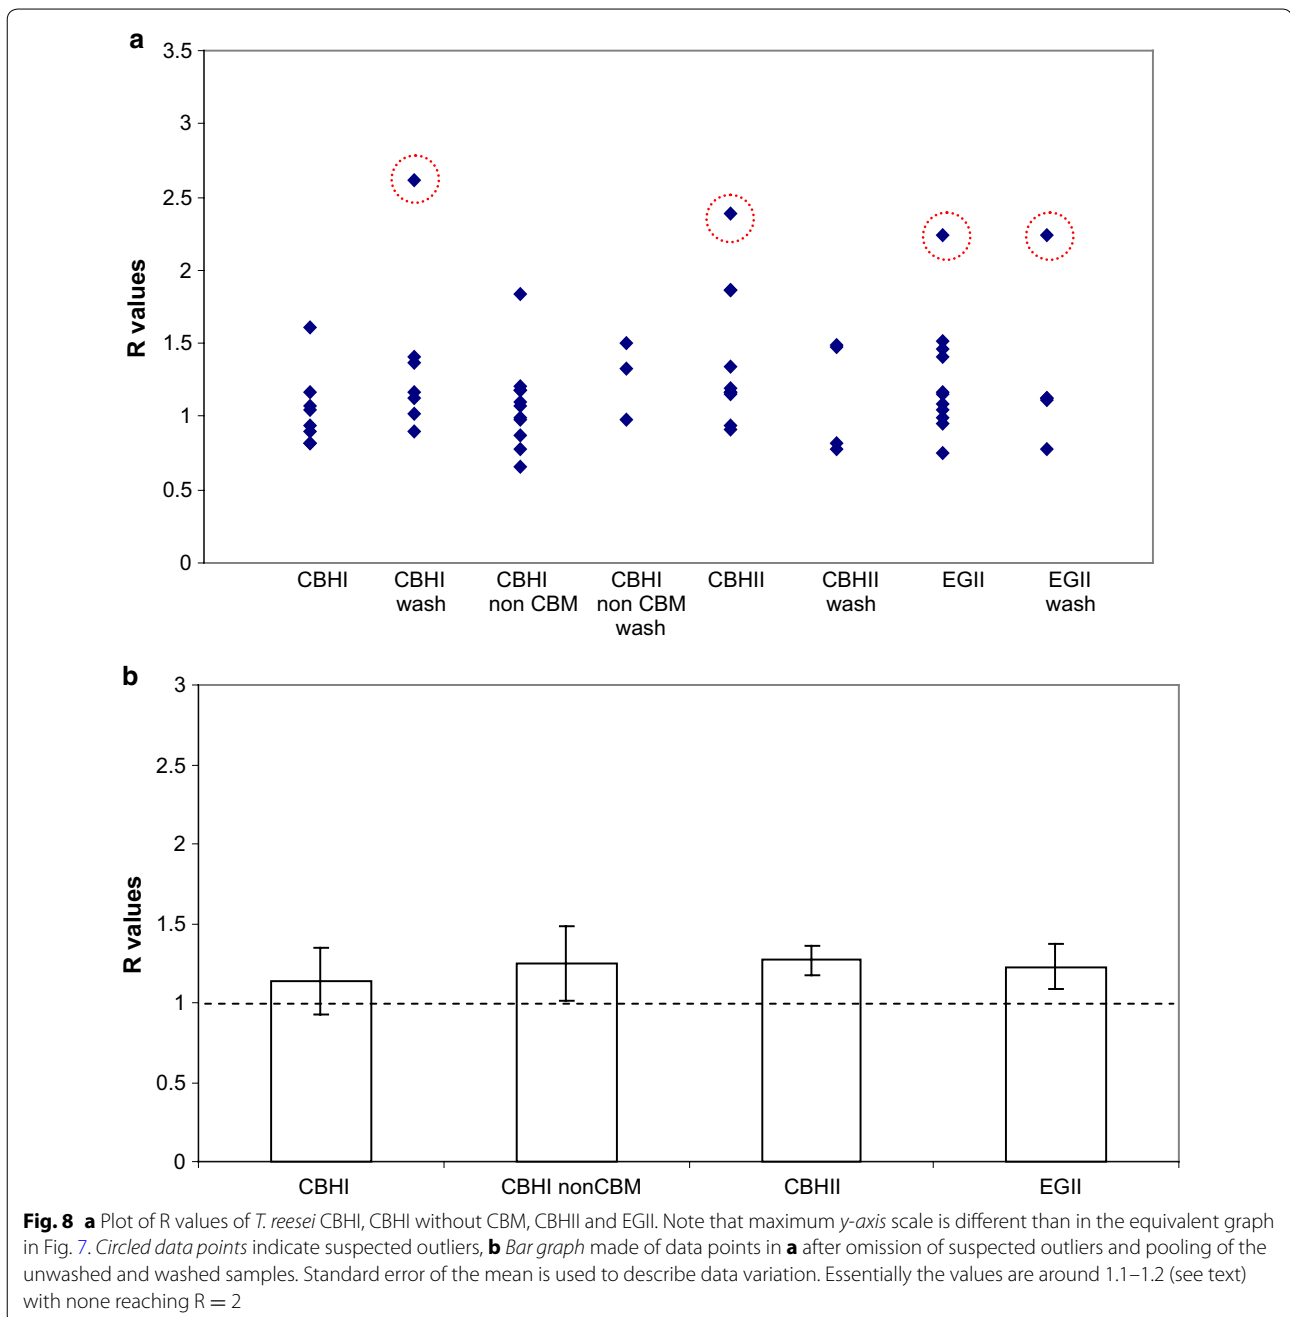 a
3.5
3
2.5
2
1.5
1
0.5
0
R values
CBHI
CBHI
wash
CBHI
non CBM
CBHI
non CBM
wash
CBHII
CBHII
wash
EGII
EGII
wash
b
3
2.5
2
1.5
1
0.5
0
R values
CBHI
CBHI nonCBM
CBHII
EGII
Fig. 8 a Plot of R values of T. reesei CBHI, CBHI without CBM, CBHII and EGII. Note that maximum y-axis scale is different than in the equivalent graph
in Fig. 7. Circled data points indicate suspected outliers, b Bar graph made of data points in a after omission of suspected outliers and pooling of the
unwashed and washed samples. Standard error of the mean is used to describe data variation. Essentially the values are around 1.1–1.2 (see text)
with none reaching R = 2